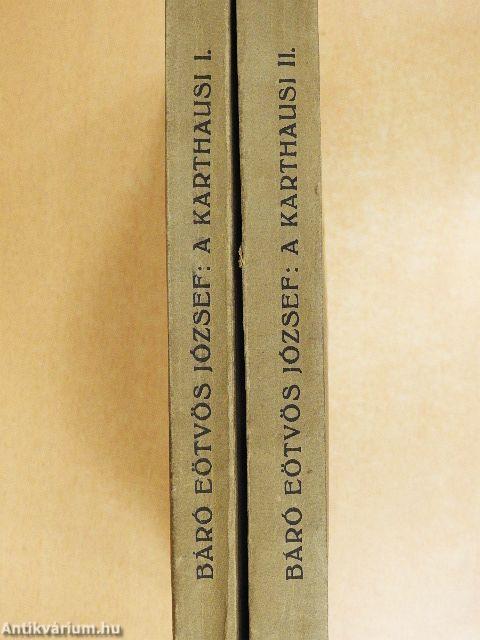 BÁRÓ EÖTVÖS JÓZSEF: A KARTHAUSI I.
BÁRÓ EÖTVÖS JÓZSEF: A KARTHAUSI II.
Antikvárium.hu